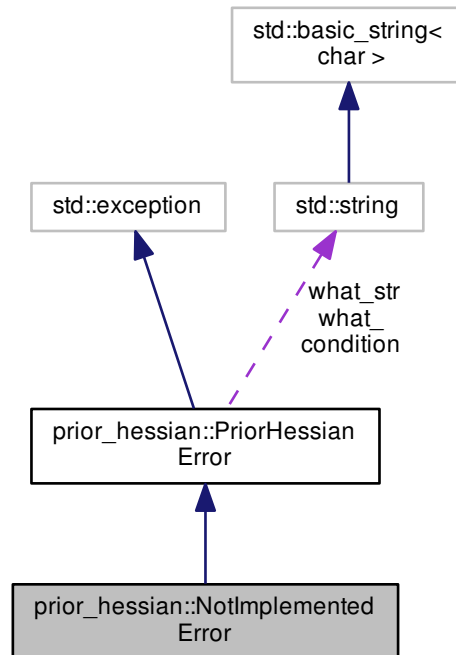 std::basic_string<
char >
std::exception
std::string
what_str
what_
condition
prior_hessian::PriorHessian
Error
prior_hessian::NotImplemented
Error